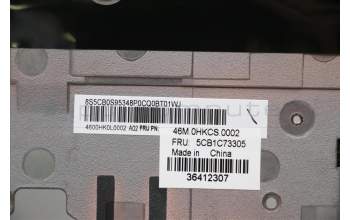 8S5CB0S95348P0CQ0BT01WJ
4600HK0L0002 A02 FRU PN:
46M.0HKCS.0002
FRU: 5CB1C73305
Made in China
36412307